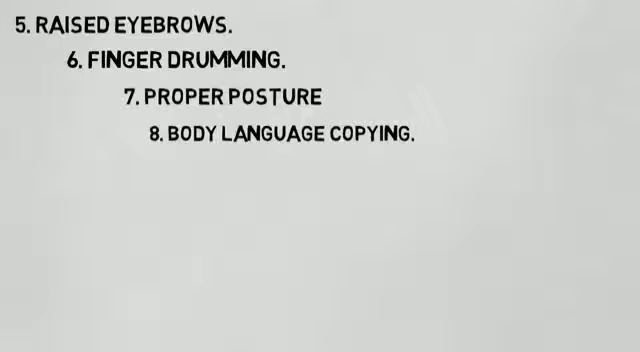 5. RAISED EYEBROWS.
6. FINGER DRUMMING.
7. PROPER POSTURE
8. BODY LANGUAGE COPYING.